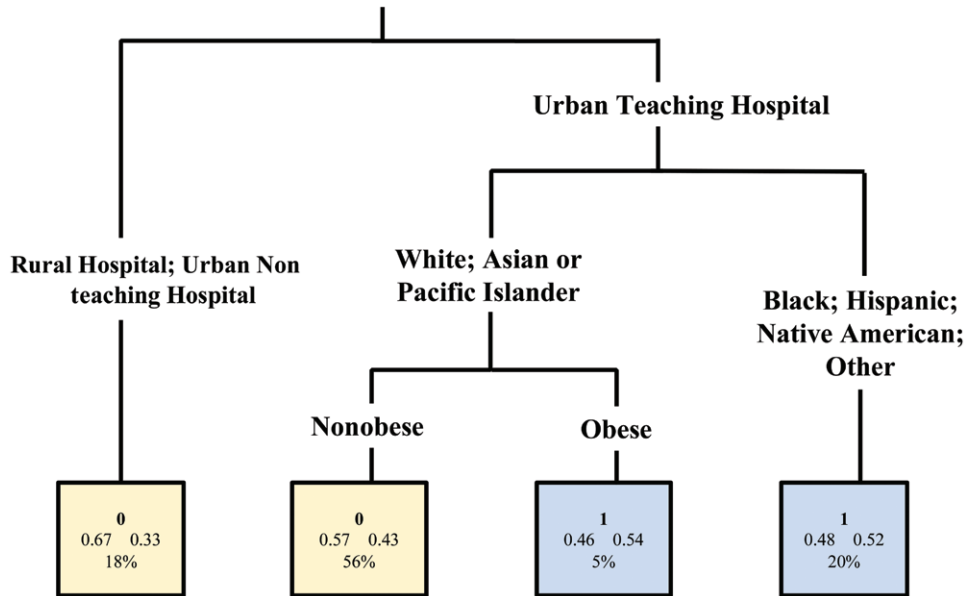 Urban Teaching Hospital
Rural Hospital; Urban Non
teaching Hospital
White; Asian or
Pacific Islander
Black; Hispanic;
Native American;
Other
Nonobese
Obese
0
0.67 0.33
18%
0
0.57 0.43
56%
1
0.46 0.54
5%
1
0.48 0.52
20%